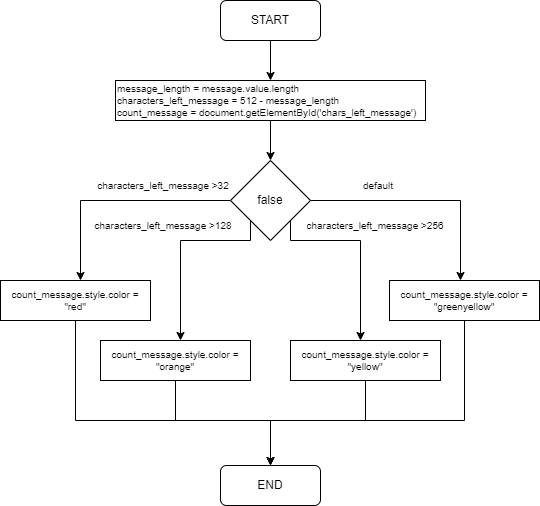 START
message_length = message.value.length
characters_left_message = 512 - message_length
count_message = document.getElementById('chars_left_message')
false
characters_left_message >32
default
characters_left_message >128
characters_left_message >256
count_message.style.color =
"red"
count_message.style.color =
"greenyellow"
count_message.style.color =
"orange"
count_message.style.color =
"yellow"
END